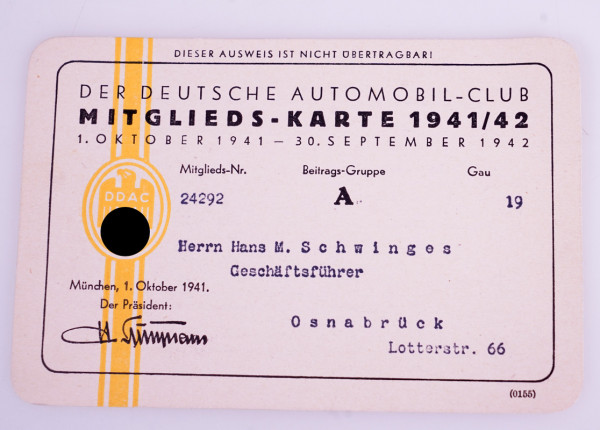 DIESER AUSWEIS IST NICHT ÜBERTRAGBAR!
DER DEUTSCHE AUTOMOBIL-CLUB
MITGLIEDS-KARTE 1941/42
1. OKTOBER 1941 – 30. SEPTEMBER 1942
Mitglieds-Nr. Beitrags-Gruppe Gau
24292 A 19
DDAC
Herrn Hans M. Schwinges
Geschäftsführer
München, 1. Oktober 1941.
Der Präsident:
Osnabrück
Lotterstr. 66
(0155)